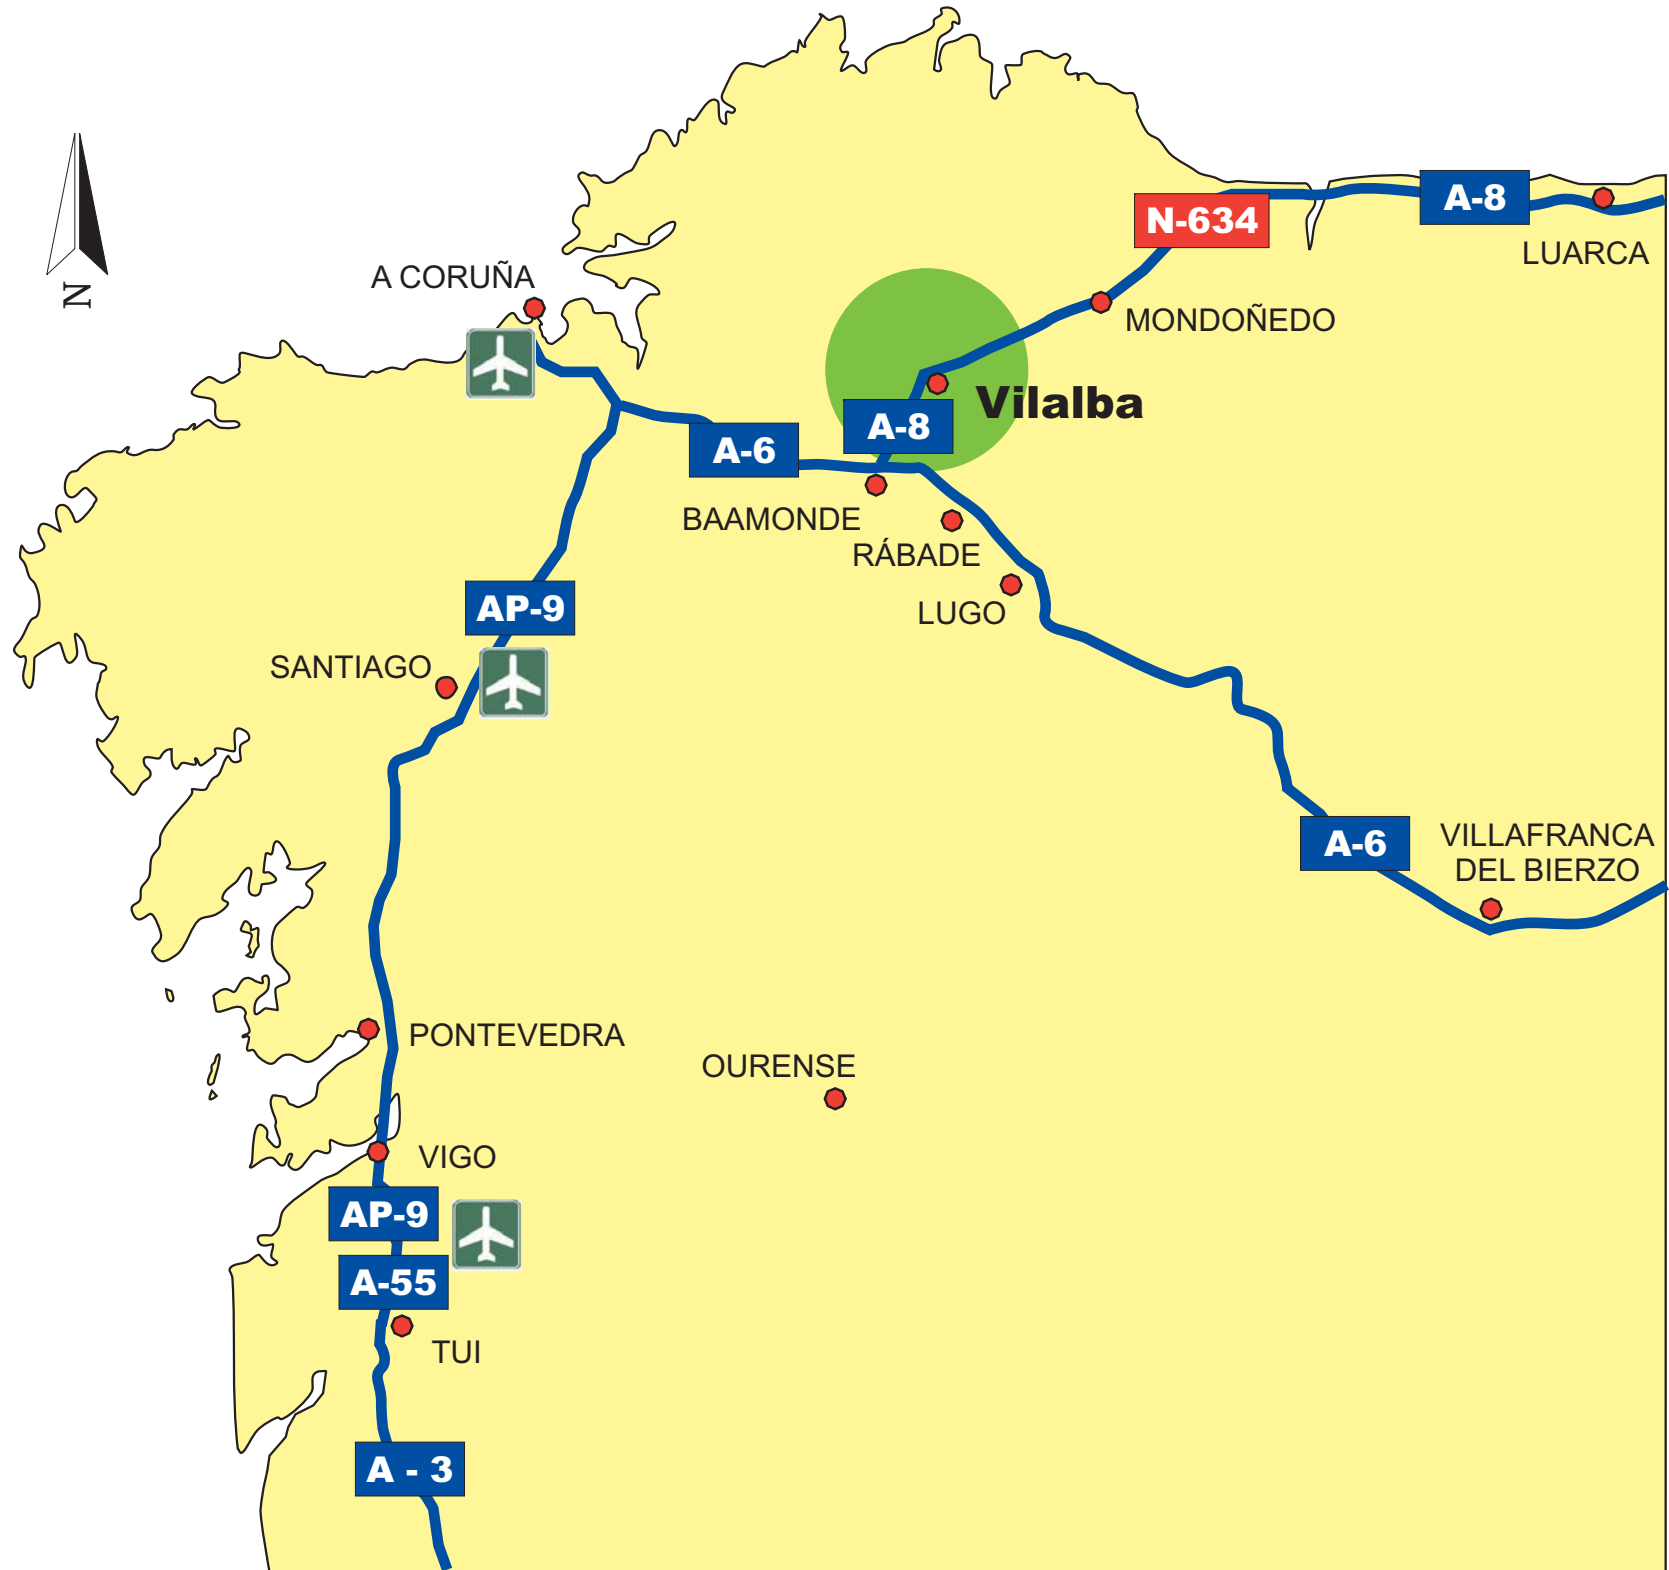 A-8
N-634
LUARCA
A CORUÑA
N
MONDOÑEDO
Vilalba
A-8
A-6
BAAMONDE
RÁBADE
LUGO
AP-9
SANTIAGO
A-6
VILLAFRANCA
DEL BIERZO
PONTEVEDRA
OURENSE
VIGO
AP-9
A-55
TUI
A - 3